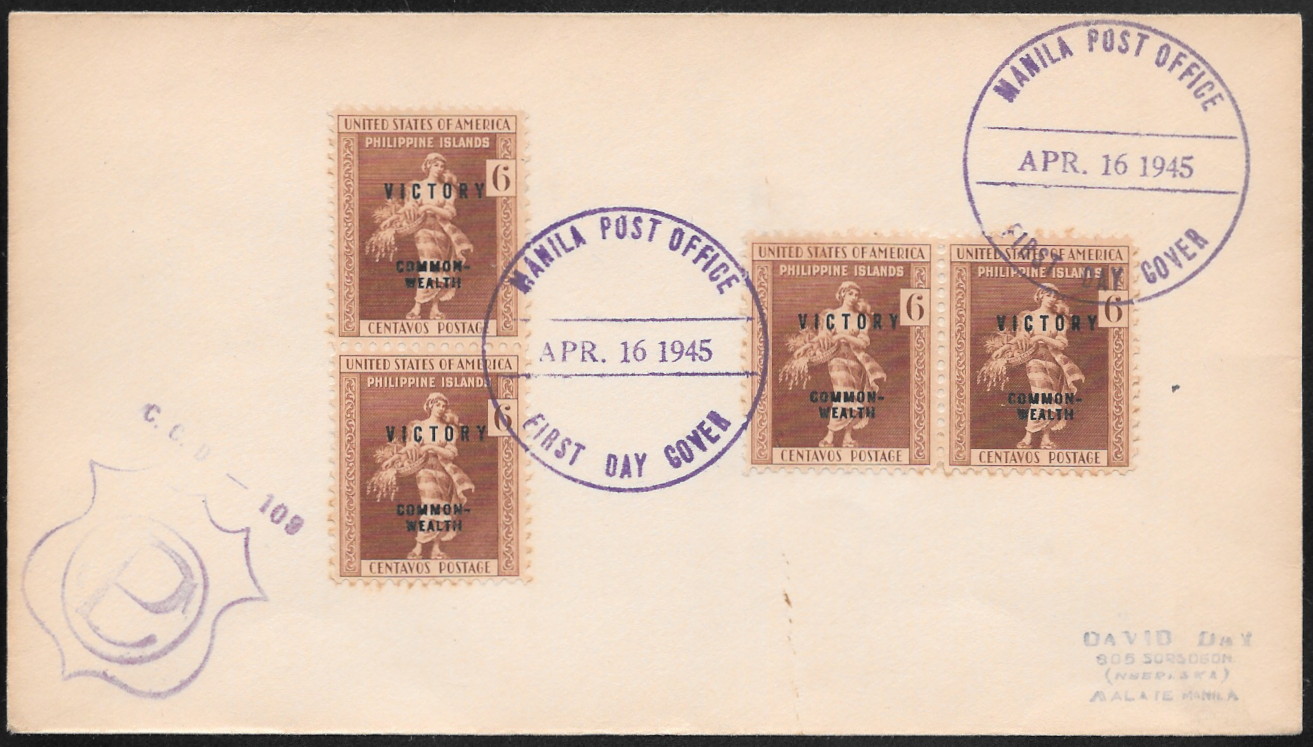 UNITED STATES OF AMERICA
PHILIPPINE ISLANDS
6
VICTORY
COMMON-
WEALTH
CENTAVOS POSTAGE
UNITED STATES OF AMERICA
PHILIPPINE ISLANDS
6
VICTORY
COMMON-
WEALTH
CENTAVOS POSTAGE
MANILA POST OFFICE
APR. 16 1945
FIRST DAY COVER
UNITED STATES OF AMERICA
PHILIPPINE ISLANDS
6
VICTORY
COMMON-
WEALTH
CENTAVOS POSTAGE
UNITED STATES OF AMERICA
PHILIPPINE ISLANDS
6
VICTORY
COMMON-
WEALTH
CENTAVOS POSTAGE
MANILA POST OFFICE
APR. 16 1945
FIRST DAY COVER
C. C. D - 109
P
DAVID DAY
SORSOGON
MALATE MANILA